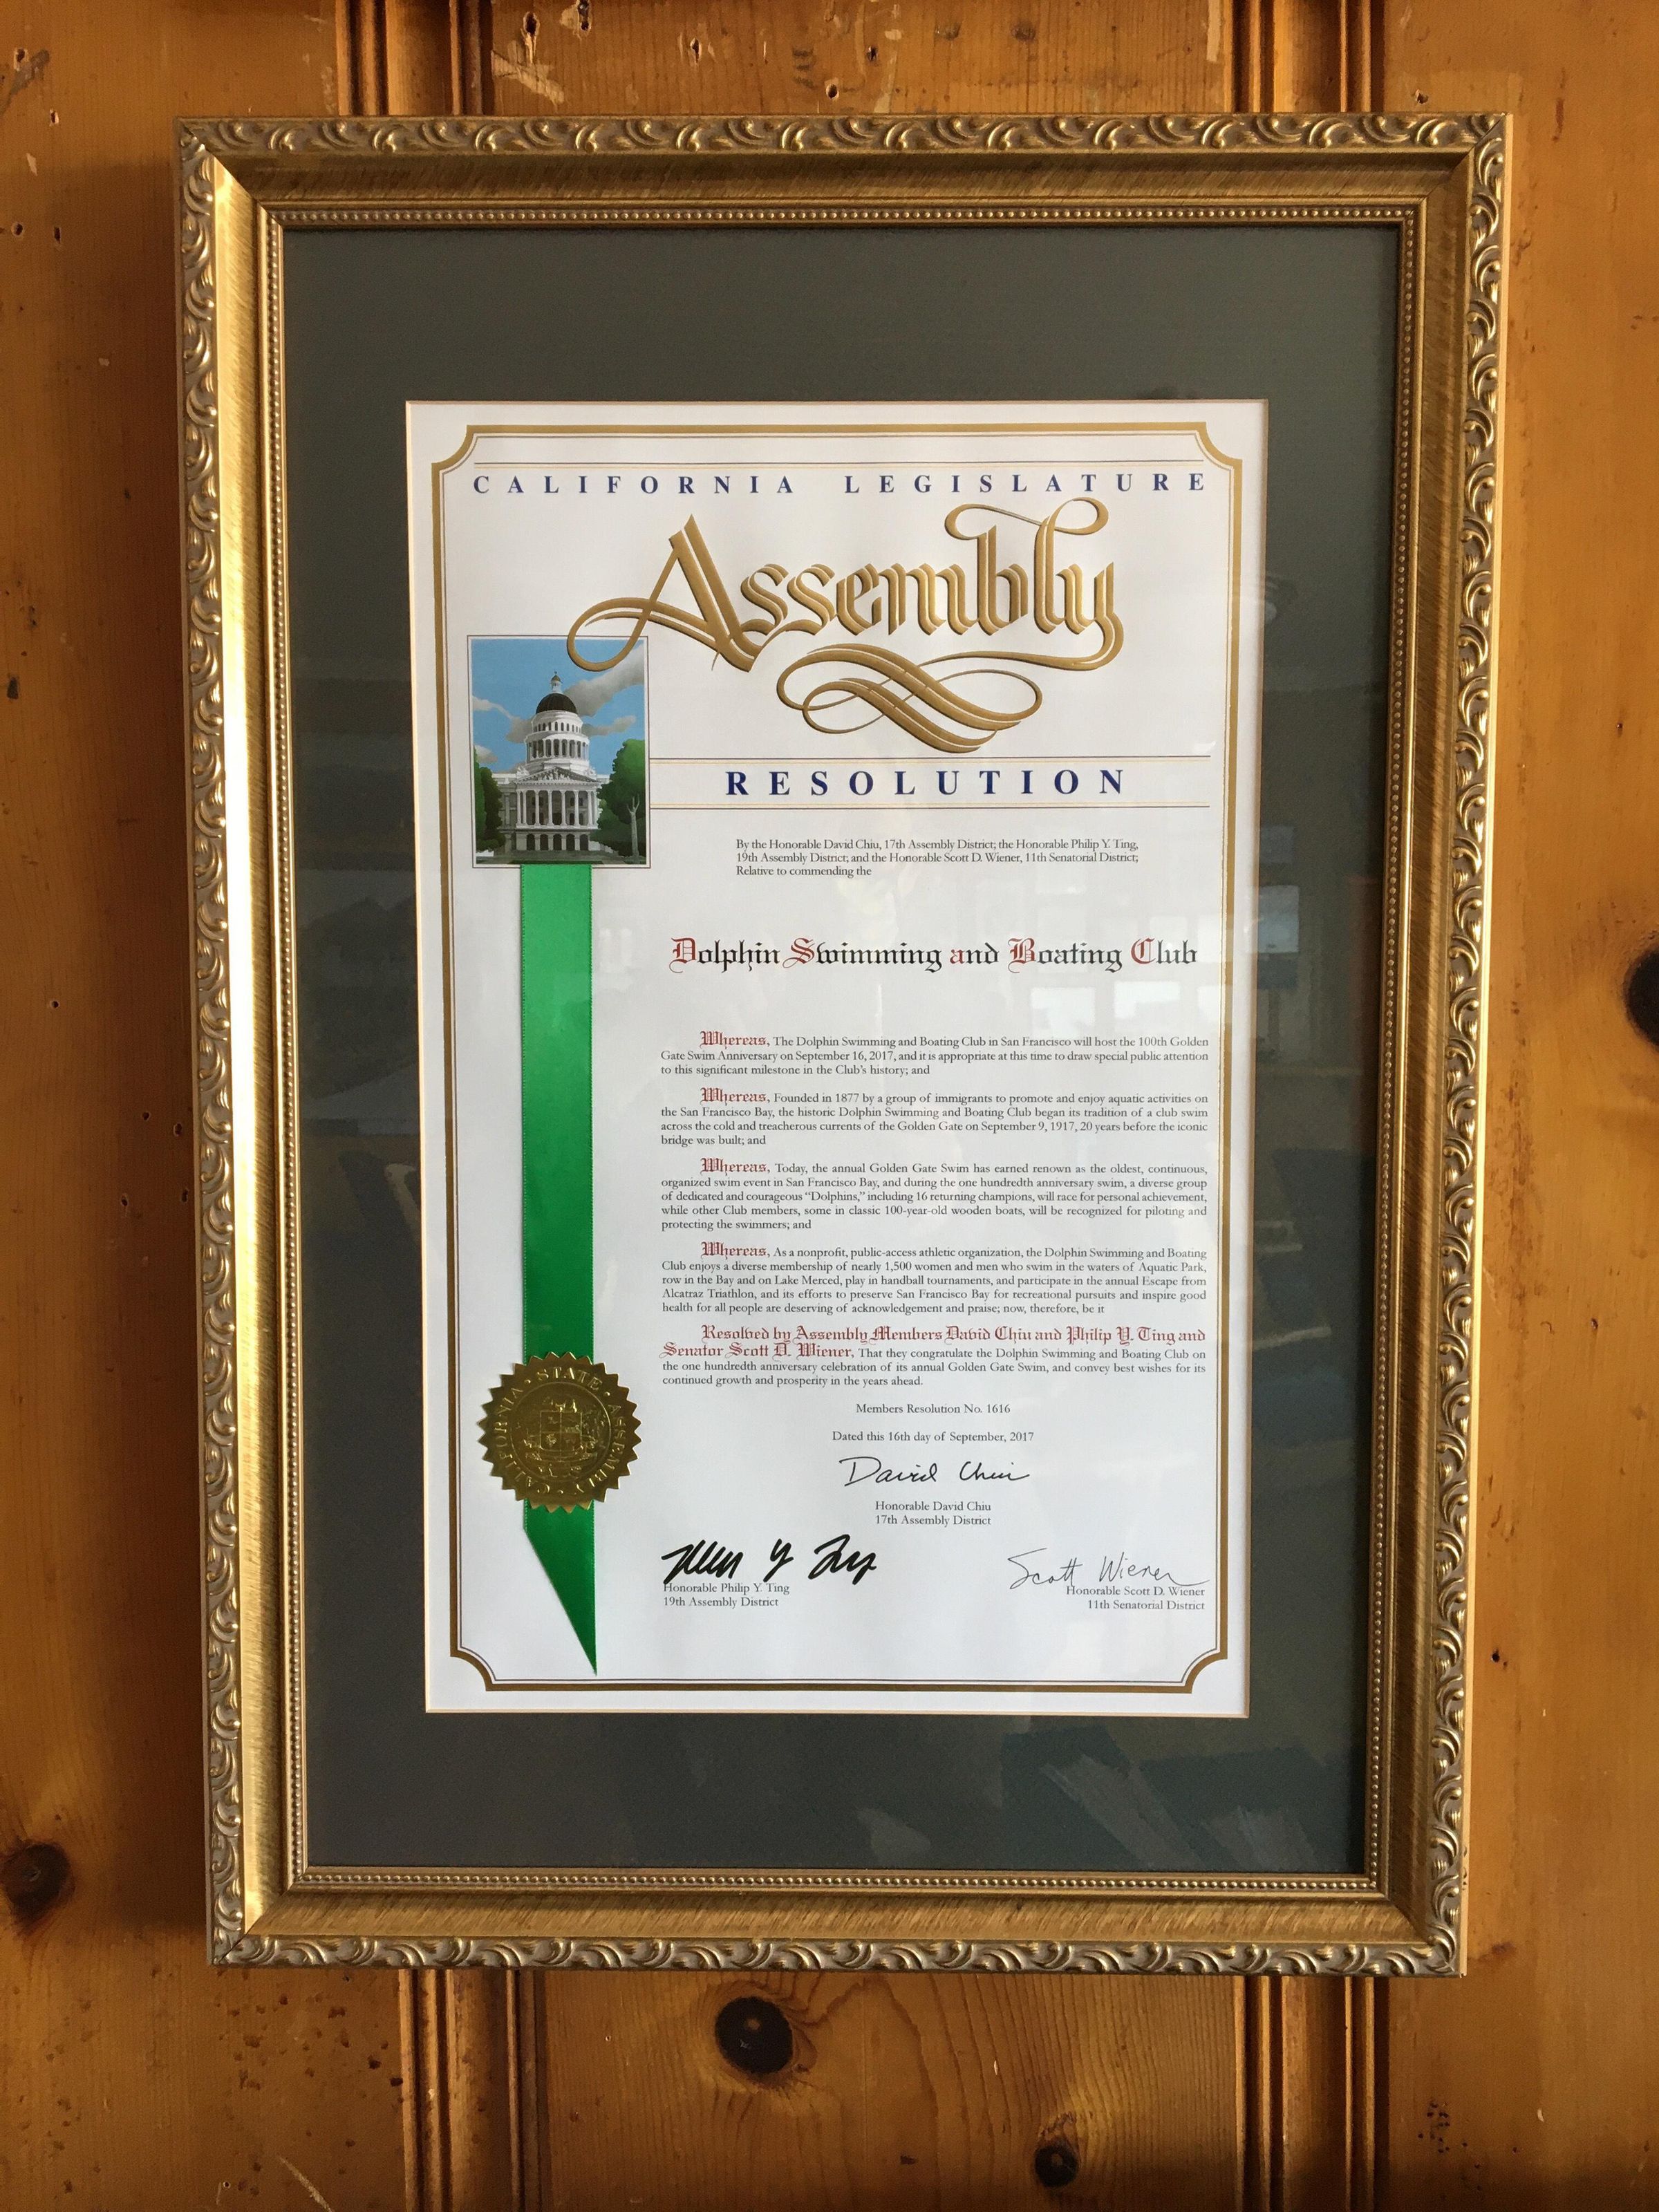 CALIFORNIA LEGISLATURE
Assembly
RESOLUTION
By the Honorable David Chiu, 17th Assembly District; the Honorable Philip Y. Ting,
19th Assembly District; and the Honorable Scott D. Wiener, 11th Senatorial District;
Relative to commending the
Dolphin Swimming and Boating Club
Whereas, The Dolphin Swimming and Boating Club in San Francisco will host the 100th Golden
Gate Swim Anniversary on September 16, 2017, and it is appropriate at this time to draw special public attention
to this significant milestone in the Club's history; and
Whereas, Founded in 1877 by a group of immigrants to promote and enjoy aquatic activities on
the San Francisco Bay, the historic Dolphin Swimming and Boating Club began its tradition of a club swim
across the cold and treacherous currents of the Golden Gate on September 9, 1917, 20 years before the iconic
bridge was built; and
Whereas, Today, the annual Golden Gate Swim has earned renown as the oldest, continuous,
organized swim event in San Francisco Bay, and during the one hundredth anniversary swim, a diverse group
of dedicated and courageous “Dolphins,” including 16 returning champions, will race for personal achievement,
while other Club members, some in classic 100-year-old wooden boats, will be recognized for piloting and
protecting the swimmers; and
Whereas, As a nonprofit, public-access athletic organization, the Dolphin Swimming and Boating
Club enjoys a diverse membership of nearly 1,500 women and men who swim in the waters of Aquatic Park,
row in the Bay and on Lake Merced, play in handball tournaments, and participate in the annual Escape from
Alcatraz Triathlon, and its efforts to preserve San Francisco Bay for recreational pursuits and inspire good
health for all people are deserving of acknowledgement and praise; now, therefore, be it
Resolved by Assembly Members David Chiu and Philip Y. Ting and
Senator Scott D. Wiener, That they congratulate the Dolphin Swimming and Boating Club on
the one hundredth anniversary celebration of its annual Golden Gate Swim, and convey best wishes for its
continued growth and prosperity in the years ahead.
Members Resolution No. 1616
Dated this 16th day of September, 2017
David Chiu
Honorable David Chiu
17th Assembly District
Honorable Philip Y. Ting
19th Assembly District
Scott Wiener
Honorable Scott D. Wiener
11th Senatorial District
CALIFORNIA STATE ASSEMBLY